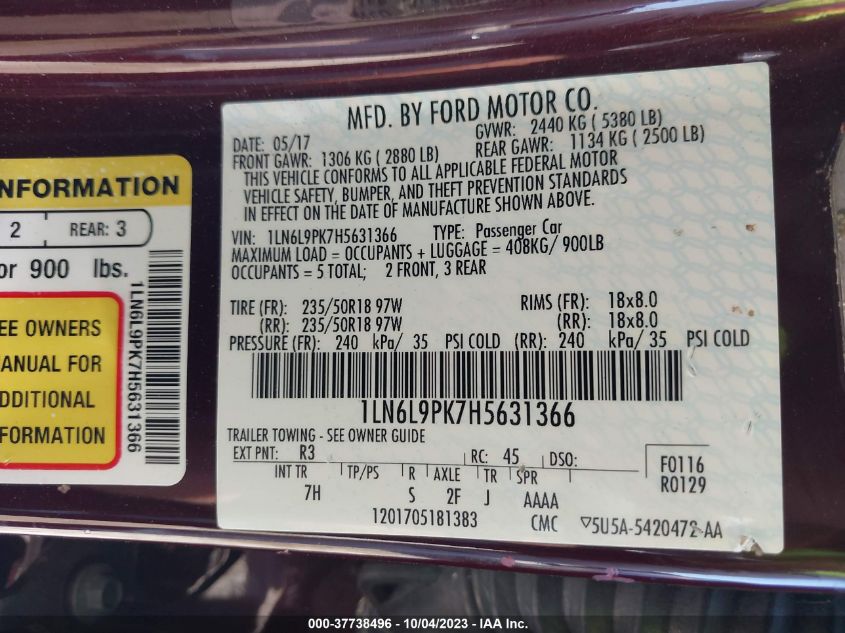 NFORMATION
2 REAR: 3
or 900 lbs.
EE OWNERS
ANUAL FOR
DDITIONAL
FORMATION
1LN6L9PK7H5631366
MFD. BY FORD MOTOR CO.
DATE: 05/17 GVWR: 2440 KG ( 5380 LB)
FRONT GAWR: 1306 KG ( 2880 LB) REAR GAWR: 1134 KG ( 2500 LB)
THIS VEHICLE CONFORMS TO ALL APPLICABLE FEDERAL MOTOR
VEHICLE SAFETY, BUMPER, AND THEFT PREVENTION STANDARDS
IN EFFECT ON THE DATE OF MANUFACTURE SHOWN ABOVE.
VIN: 1LN6L9PK7H5631366 TYPE: Passenger Car
MAXIMUM LOAD = OCCUPANTS + LUGGAGE = 408KG/ 900LB
OCCUPANTS = 5 TOTAL; 2 FRONT, 3 REAR
TIRE (FR): 235/50R18 97W RIMS (FR): 18x8.0
(RR): 235/50R18 97W (RR): 18x8.0
PRESSURE (FR): 240 kPa/ 35 PSI COLD (RR): 240 kPa/ 35 PSI COLD
1LN6L9PK7H5631366
TRAILER TOWING - SEE OWNER GUIDE
EXT PNT: R3 RC: 45 DSO: F0116
INT TR TP/PS R AXLE TR SPR R0129
7H S 2F J AAAA
1201705181383 CMC ▽5U5A-5420472-AA
000-37738496 - 10/04/2023 - IAA Inc.